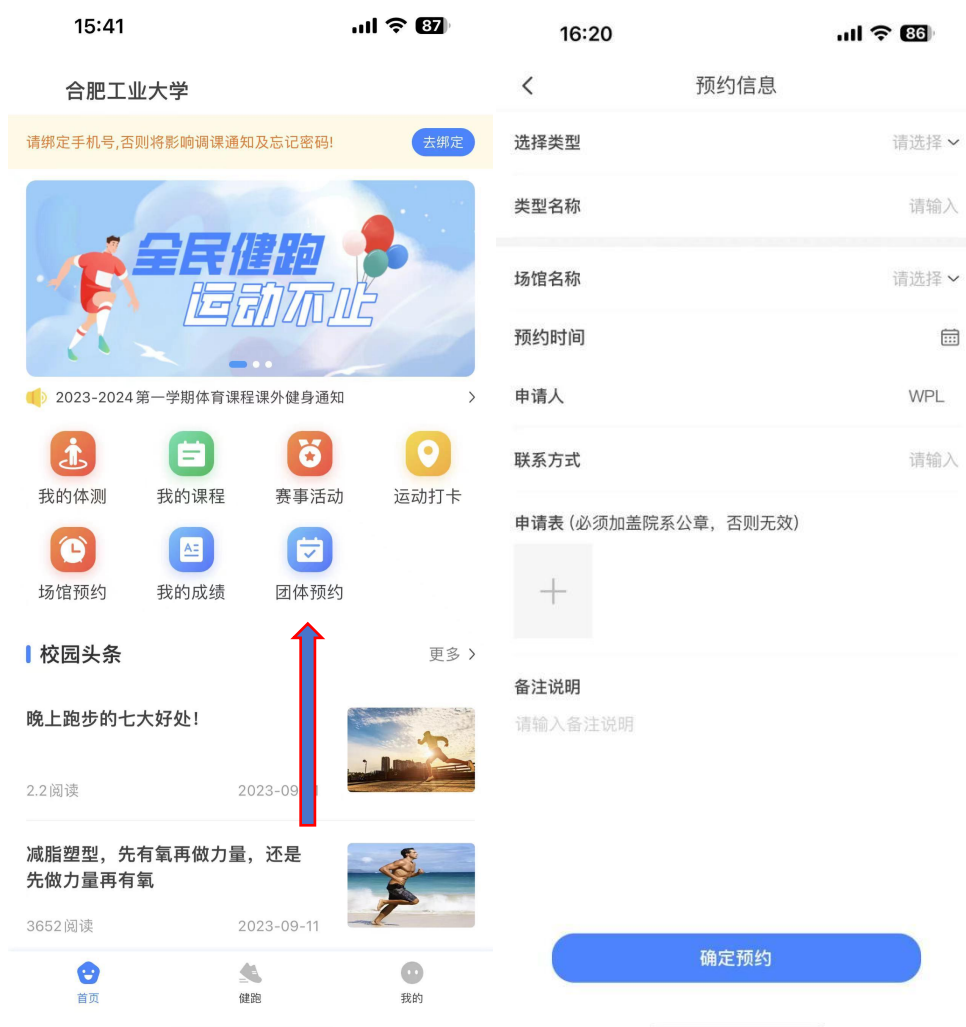 15:41
87
合肥工业大学
请绑定手机号,否则将影响调课通知及忘记密码!
去绑定
全民健跑
运动不止
2023-2024第一学期体育课程课外健身通知
我的体测
我的课程
赛事活动
运动打卡
场馆预约
我的成绩
团体预约
校园头条
更多
晚上跑步的七大好处!
2.2阅读
2023-09
减脂塑型，先有氧再做力量，还是
先做力量再有氧
3652阅读
2023-09-11
首页
健跑
我的
16:20
86
预约信息
选择类型
请选择
类型名称
请输入
场馆名称
请选择
预约时间
申请人
WPL
联系方式
请输入
申请表 (必须加盖院系公章，否则无效)
备注说明
请输入备注说明
确定预约